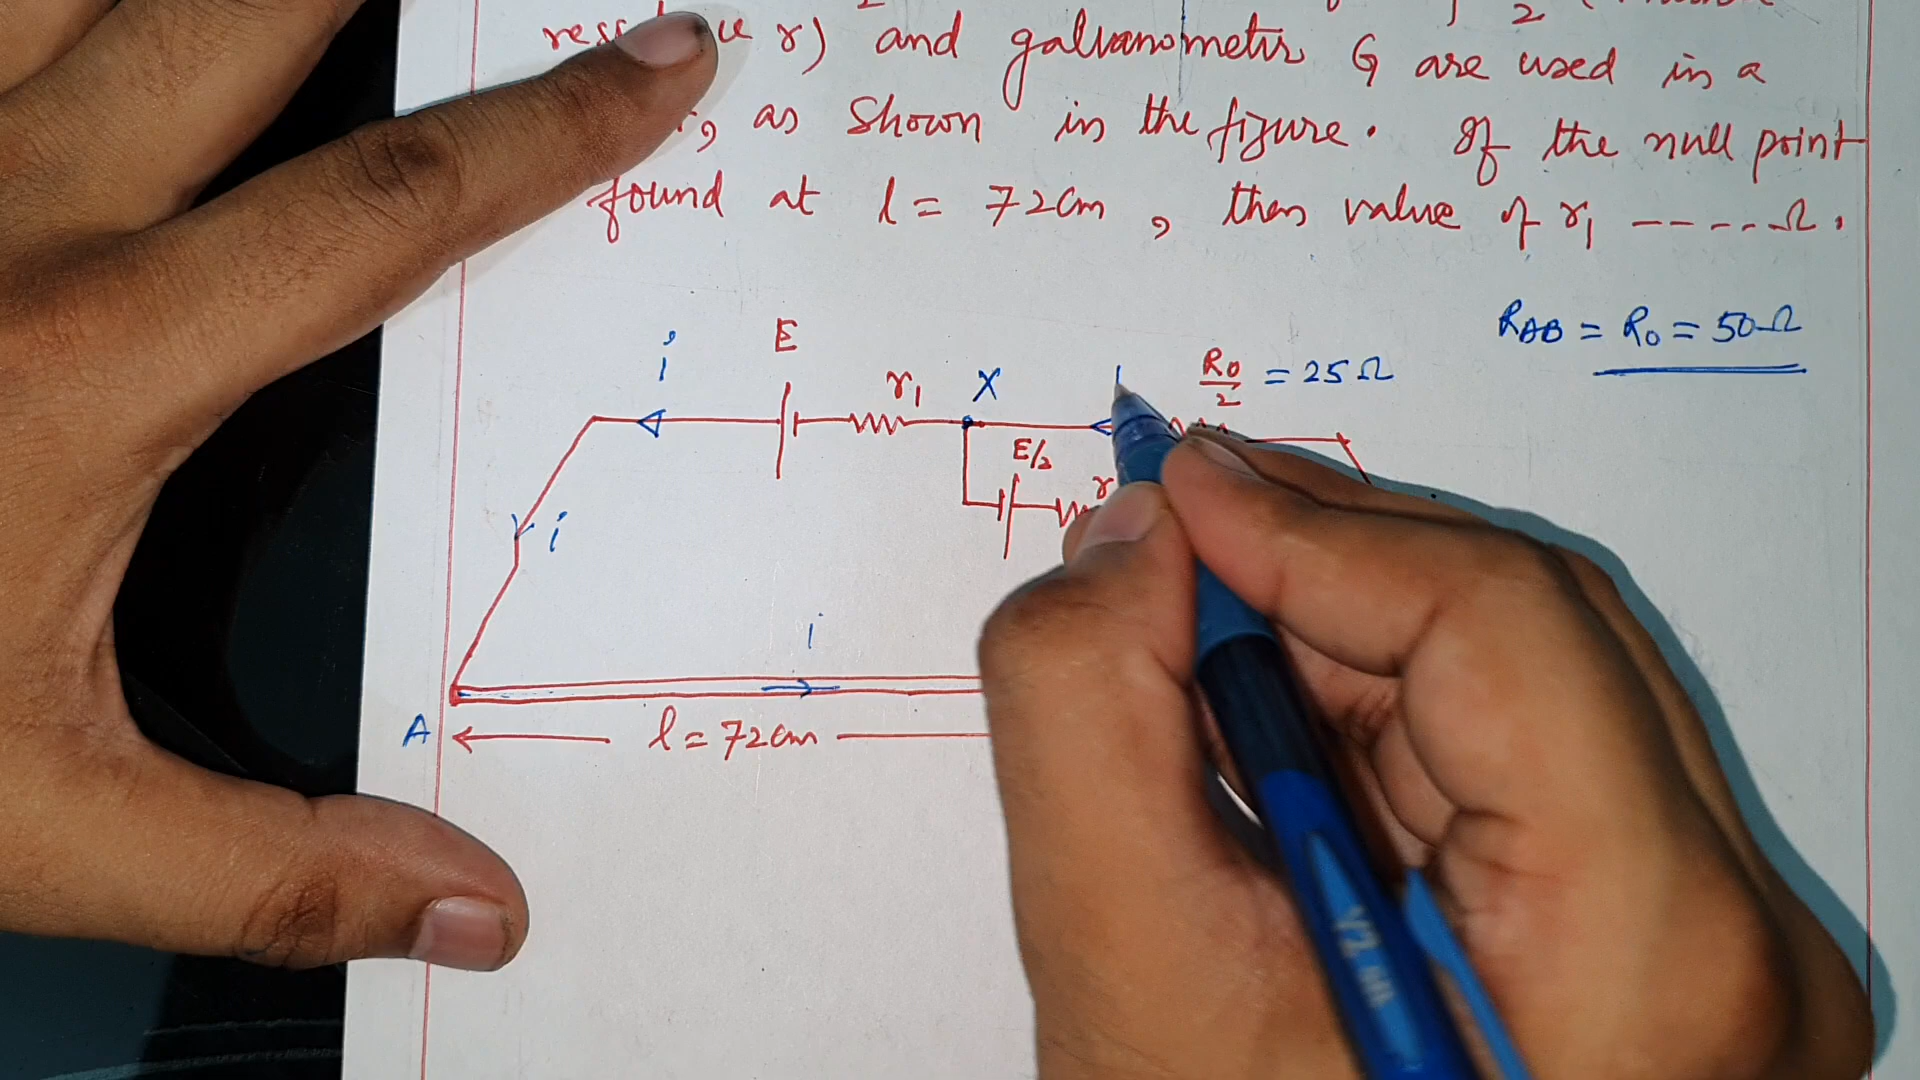 r) and galvanometer G are used in a
, as shown in the figure. If the null point
found at l = 72cm, then value of r₁ ----Ω.
R_AB = R₀ = 50Ω
i
E
r₁
X
R₀/2 = 25Ω
E/2
r
i
i
A
l = 72cm